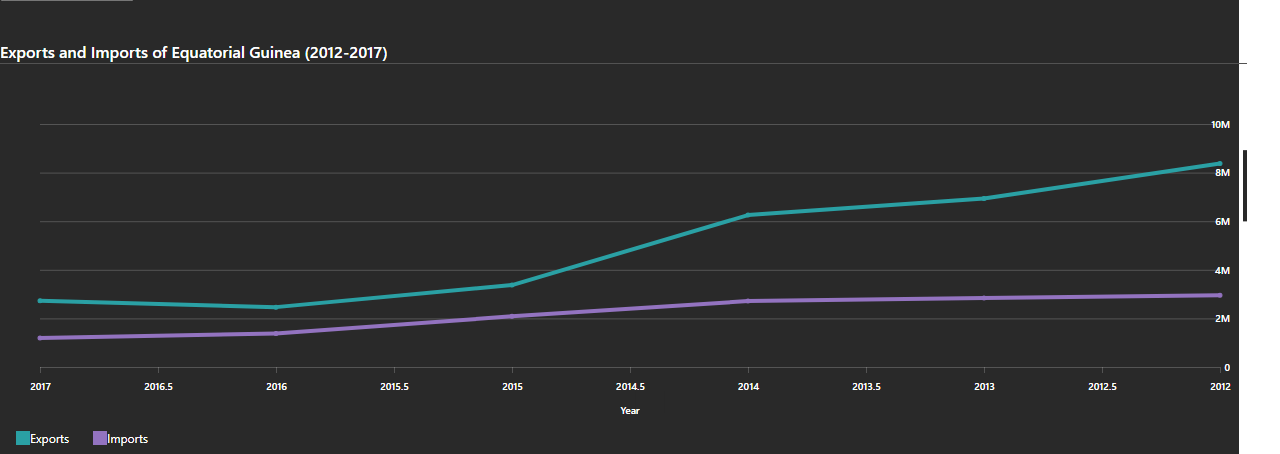 Exports and Imports of Equatorial Guinea (2012-2017)
10M
8M
6M
4M
2M
0
2017 2016.5 2016 2015.5 2015 2014.5 2014 2013.5 2013 2012.5 2012
Year
Exports Imports